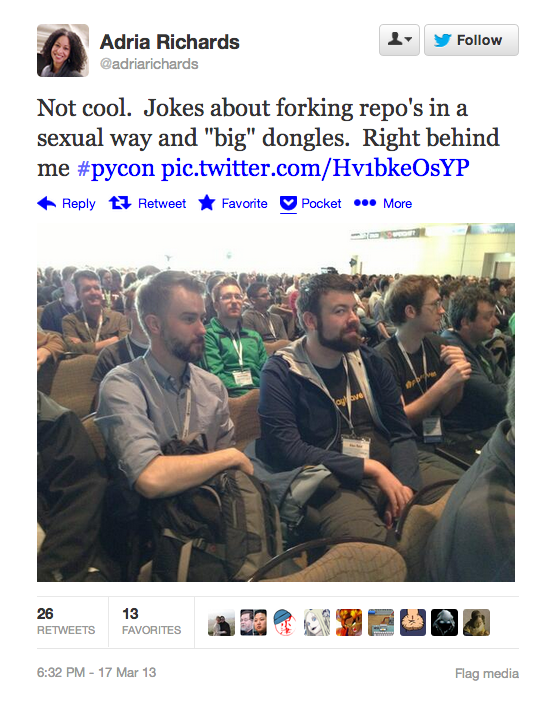 Adria Richards
@adriarichards
Follow
Not cool. Jokes about forking repo's in a
sexual way and "big" dongles. Right behind
me #pycon pic.twitter.com/Hv1bkeOsYP
Reply Retweet Favorite Pocket More
26
RETWEETS
13
FAVORITES
6:32 PM - 17 Mar 13
Flag media